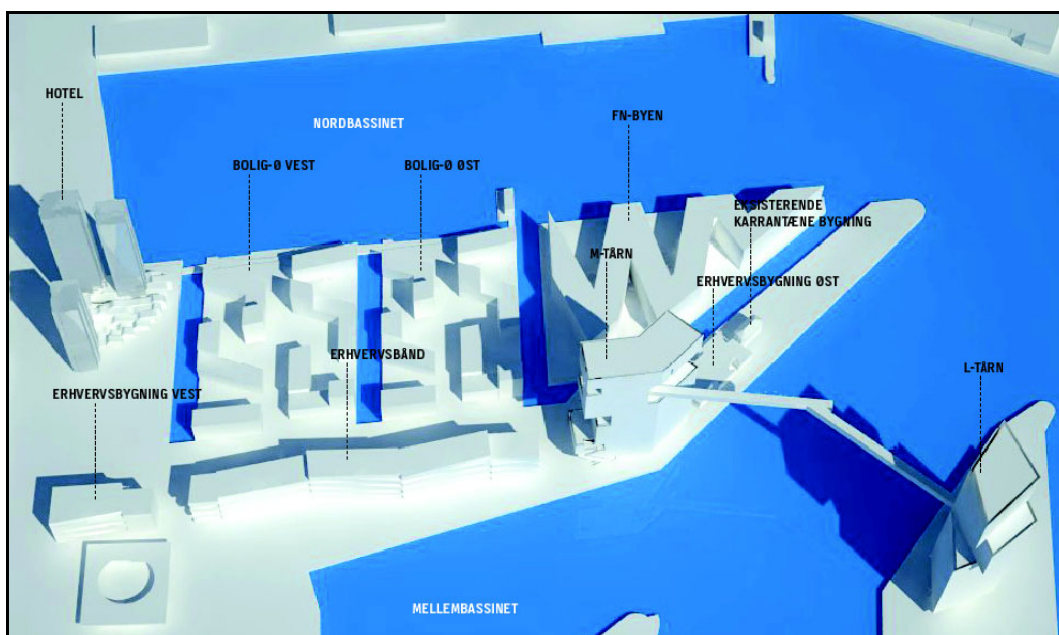 HOTEL
NORDBASSINET
FN-BYEN
BOLIG-Ø VEST
BOLIG-Ø ØST
EKSISTERENDE
KARRANTÆNE BYGNING
M-TÅRN
ERHVERVSBYGNING ØST
ERHVERVSBÅND
L-TÅRN
ERHVERVSBYGNING VEST
MELLEMBASSINET